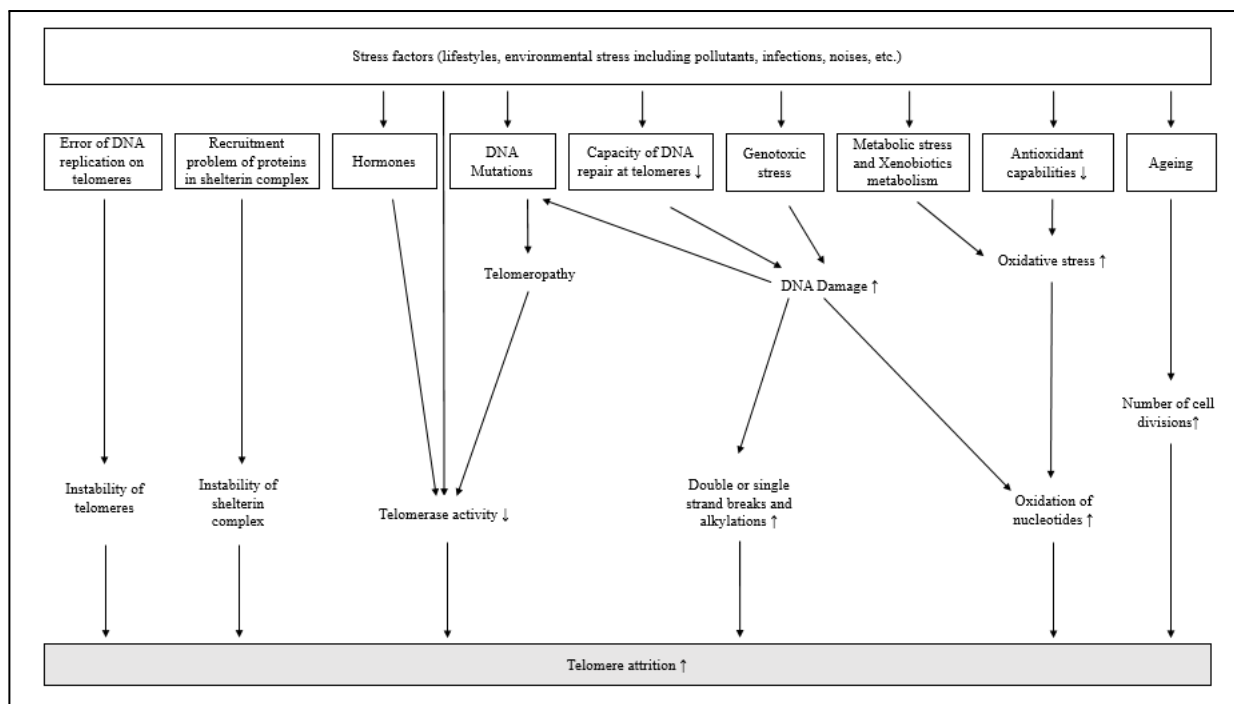 Stress factors (lifestyles, environmental stress including pollutants, infections, noises, etc.)
Error of DNA
replication on
telomeres
Recruitment
problem of proteins
in shelterin complex
Hormones
DNA
Mutations
Capacity of DNA
repair at telomeres ↓
Genotoxic
stress
Metabolic stress
and Xenobiotics
metabolism
Antioxidant
capabilities ↓
Ageing
Telomeropathy
DNA Damage ↑
Oxidative stress ↑
Number of cell
divisions↑
Instability of
telomeres
Instability of
shelterin
complex
Telomerase activity ↓
Double or single
strand breaks and
alkylations ↑
Oxidation of
nucleotides ↑
Telomere attrition ↑